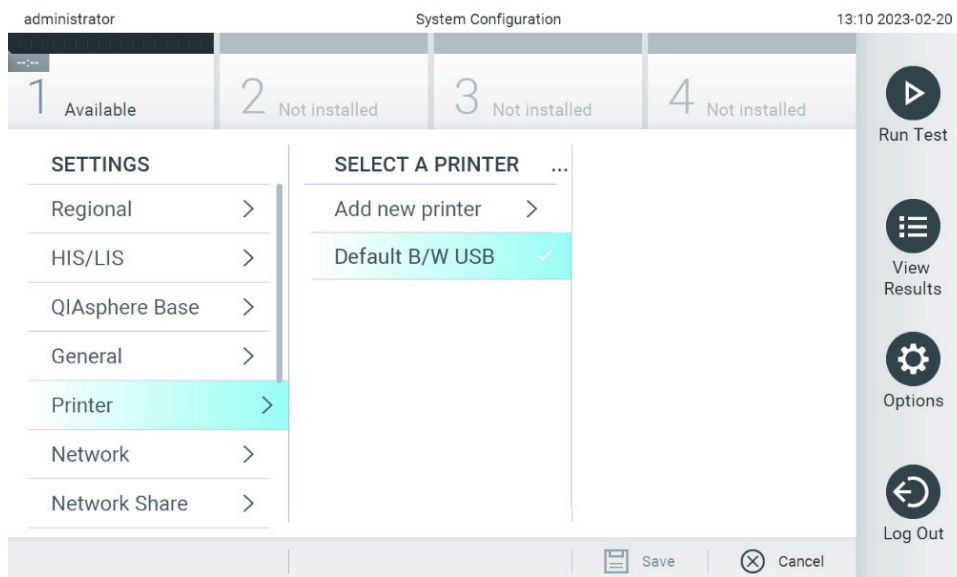 administrator System Configuration 13:10 2023-02-20
--:--
1 Available 2 Not installed 3 Not installed 4 Not installed
Run Test
SETTINGS SELECT A PRINTER ...
Regional Add new printer
HIS/LIS Default B/W USB
View
Results
QIAsphere Base
General
Printer
Options
Network
Network Share
Log Out
Save Cancel